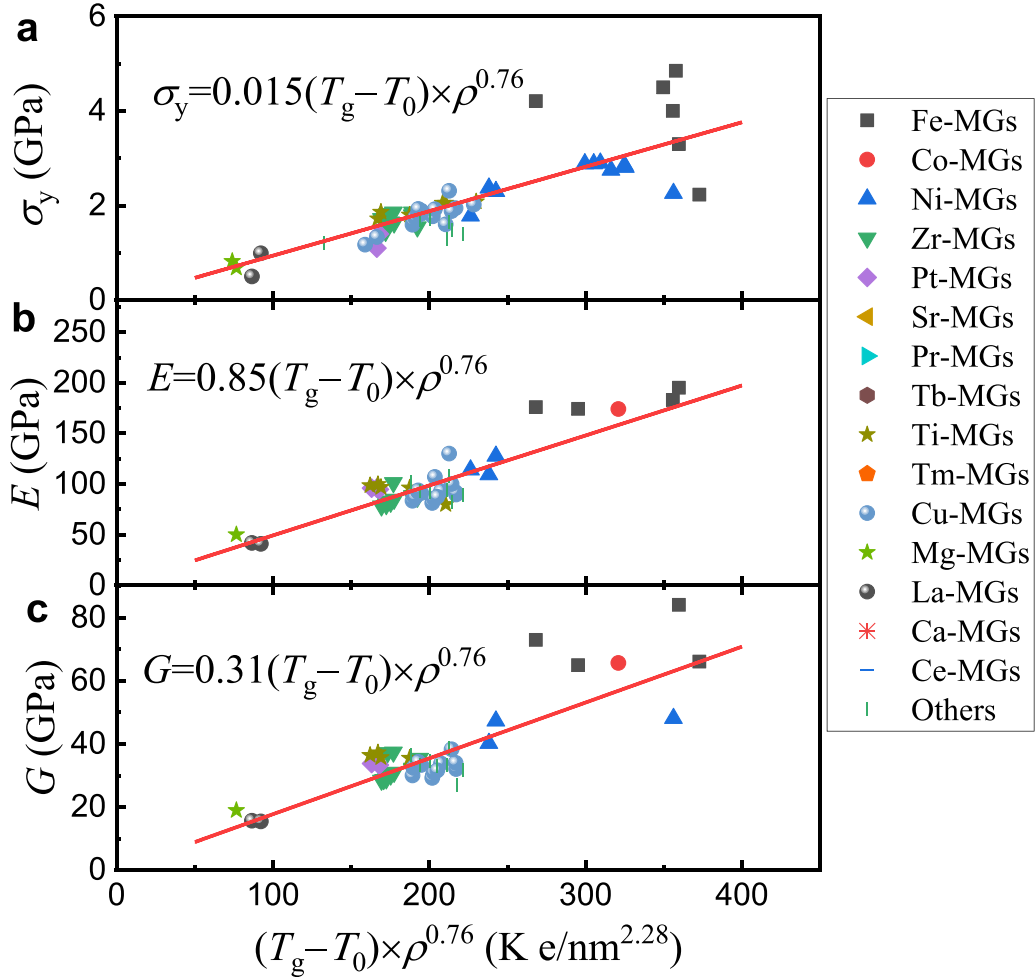 a
6
4
2
0
σy (GPa)
σy=0.015(Tg−T0)×ρ0.76
b
250
200
150
100
50
0
E (GPa)
E=0.85(Tg−T0)×ρ0.76
c
80
60
40
20
0
G (GPa)
G=0.31(Tg−T0)×ρ0.76
0 100 200 300 400
(Tg−T0)×ρ0.76 (K e/nm2.28)
Fe-MGs
Co-MGs
Ni-MGs
Zr-MGs
Pt-MGs
Sr-MGs
Pr-MGs
Tb-MGs
Ti-MGs
Tm-MGs
Cu-MGs
Mg-MGs
La-MGs
Ca-MGs
Ce-MGs
Others